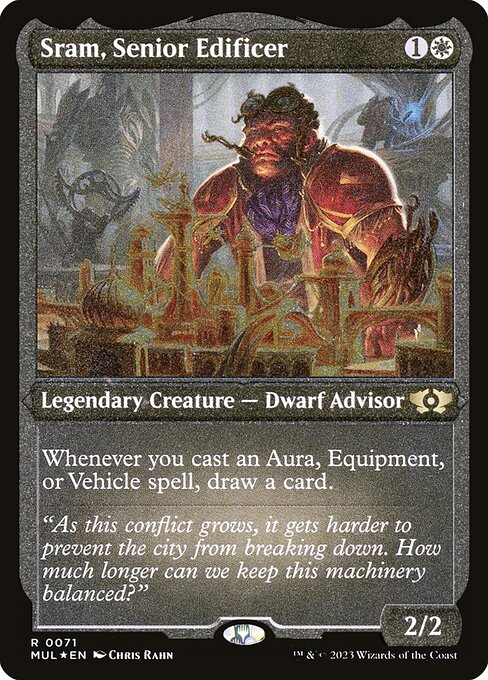 Sram, Senior Edificer 1
Legendary Creature — Dwarf Advisor
Whenever you cast an Aura, Equipment,
or Vehicle spell, draw a card.
“As this conflict grows, it gets harder to
prevent the city from breaking down. How
much longer can we keep this machinery
balanced?”
2/2
R 0071
MUL★EN Chris Rahn
™ & © 2023 Wizards of the Coast